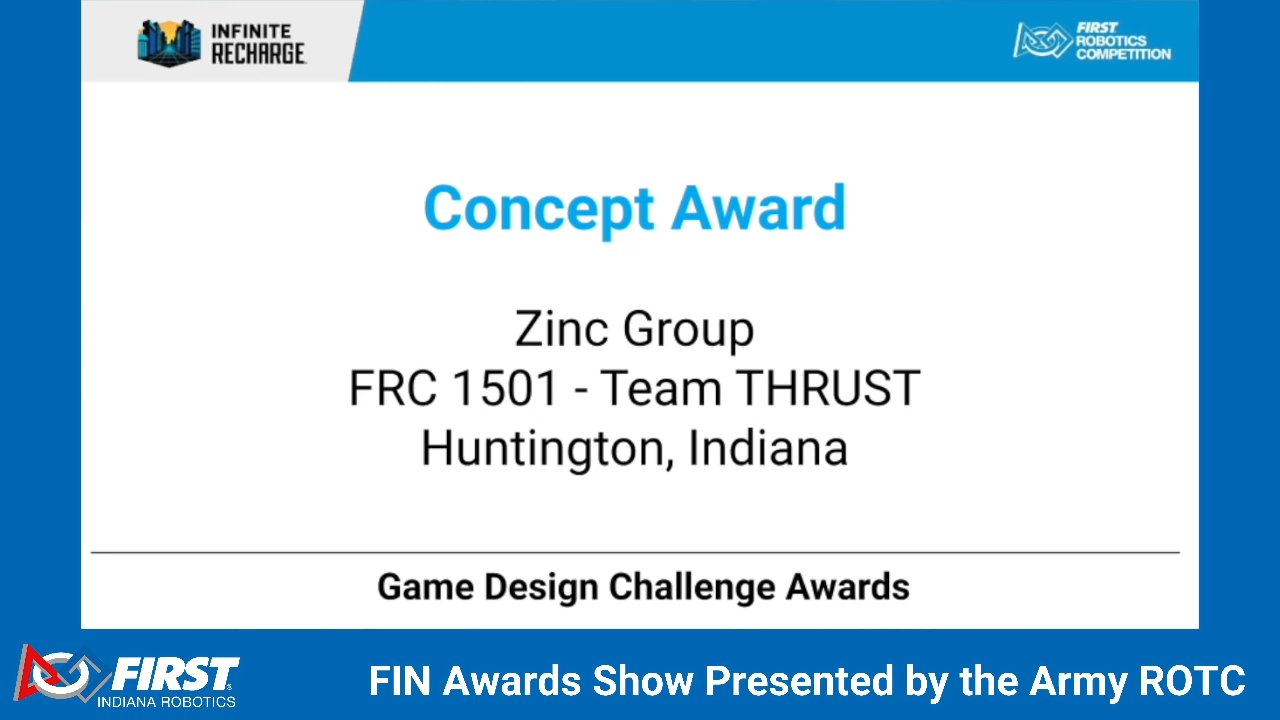 INFINITE
RECHARGE
FIRST
ROBOTICS
COMPETITION
Concept Award
Zinc Group
FRC 1501 - Team THRUST
Huntington, Indiana
Game Design Challenge Awards
FIRST
INDIANA ROBOTICS
FIN Awards Show Presented by the Army ROTC